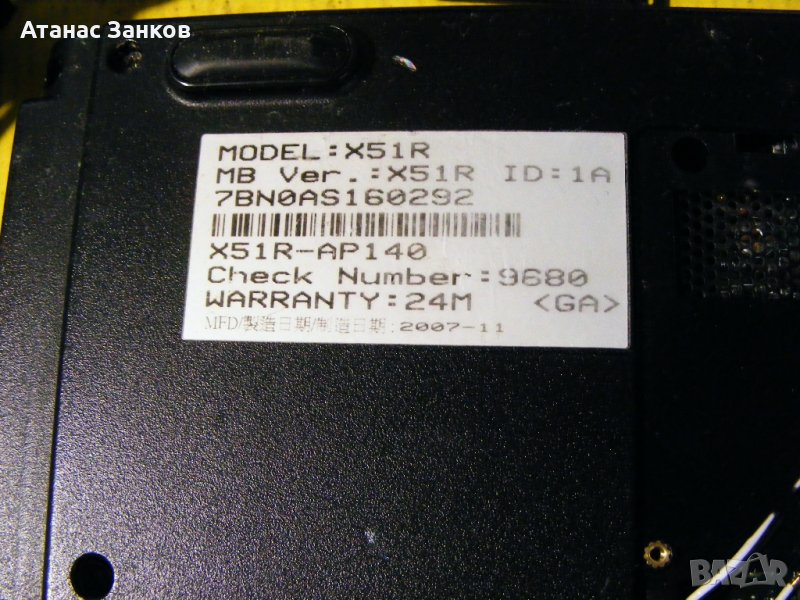 Атанас Занков
MODEL:X51R
MB Ver.:X51R ID:1A
7BN0AS160292
X51R-AP140
Check Number:9680
WARRANTY:24M <GA>
MFD/製造日期/制造日期:2007-11
BAZAR